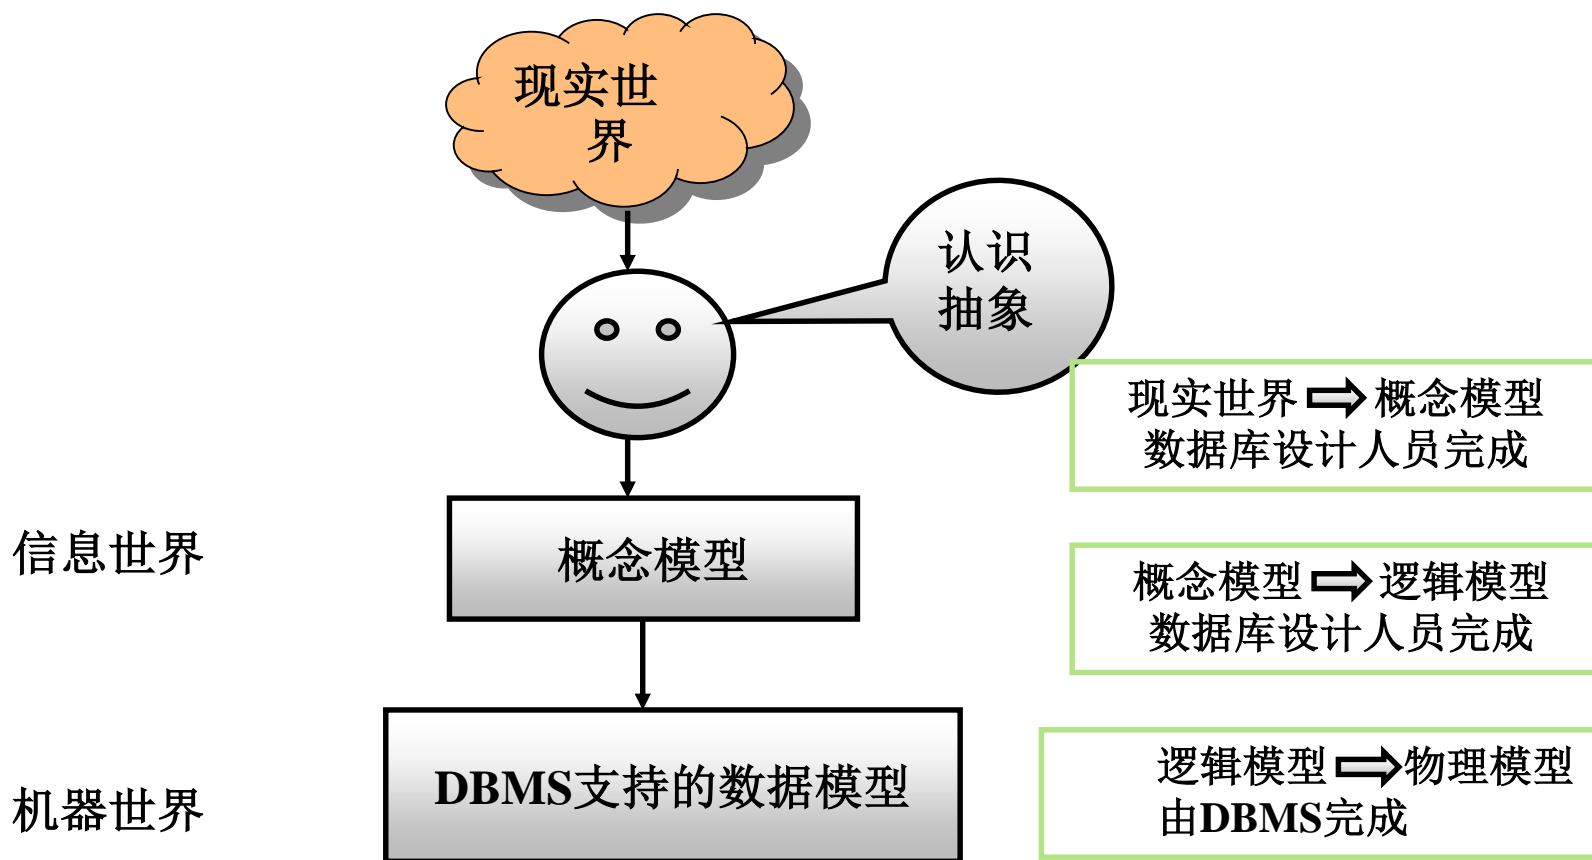 现实世
界
认识
抽象
现实世界 概念模型
数据库设计人员完成
信息世界
概念模型
概念模型 逻辑模型
数据库设计人员完成
机器世界
DBMS支持的数据模型
逻辑模型 物理模型
由DBMS完成